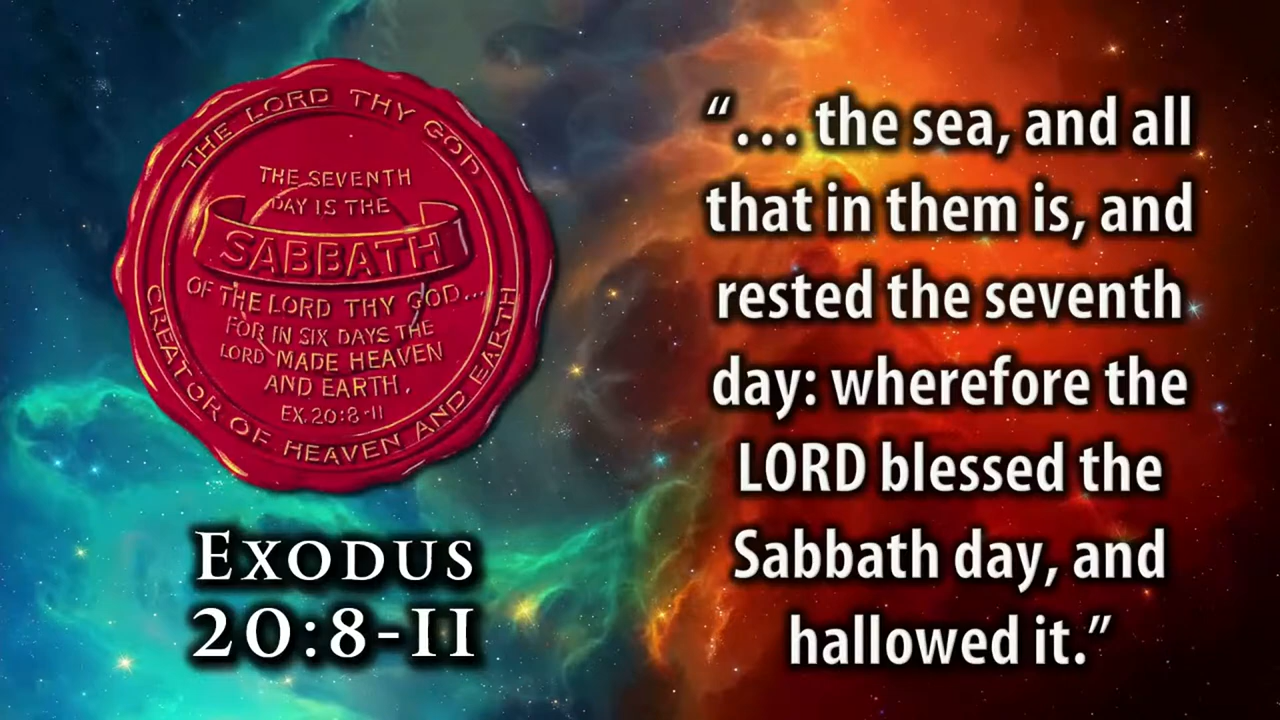 THE LORD THY GOD
THE SEVENTH
DAY IS THE
SABBATH
OF THE LORD THY GOD...
FOR IN SIX DAYS THE
LORD MADE HEAVEN
AND EARTH.
EX. 20:8-11
CREATOR OF HEAVEN AND EARTH
EXODUS
20:8-11
“... the sea, and all
that in them is, and
rested the seventh
day: wherefore the
LORD blessed the
Sabbath day, and
hallowed it.”